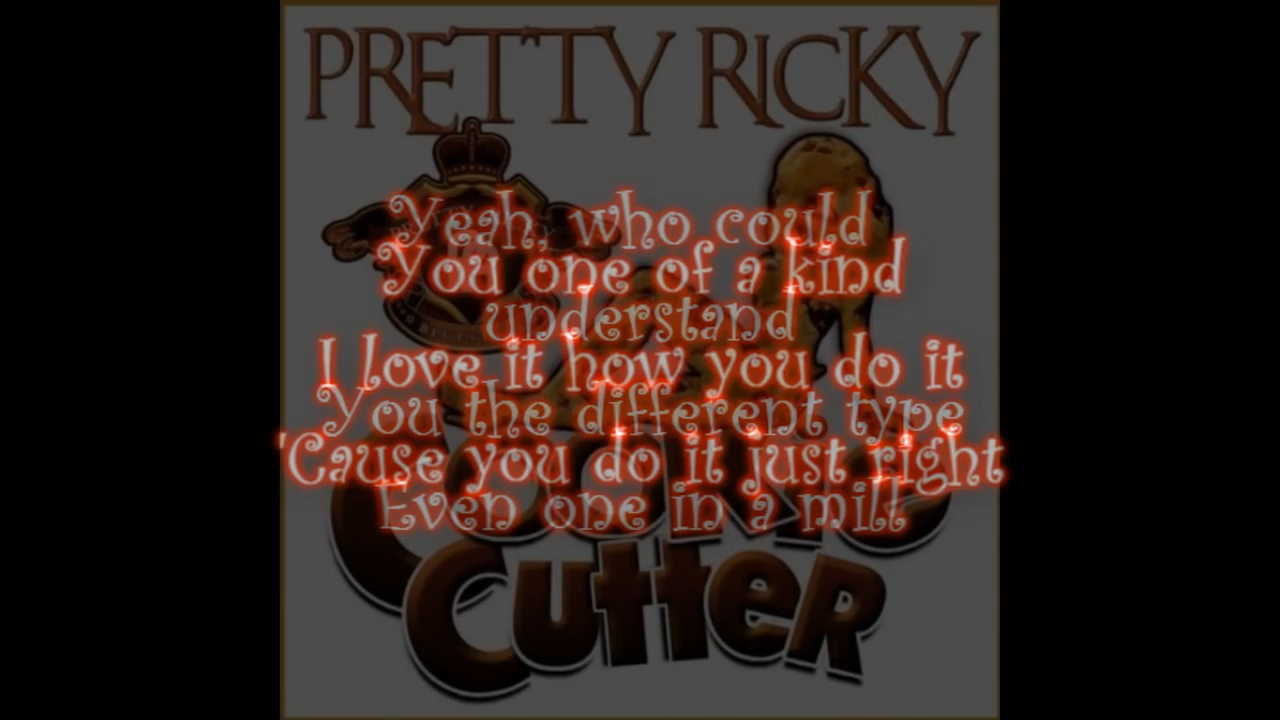 PRETTY RICKY
Yeah, who could
You one of a kind
understand
I love it how you do it
You the different type
'Cause you do it just right
Even one in a mill
COOKIE
CUTTER